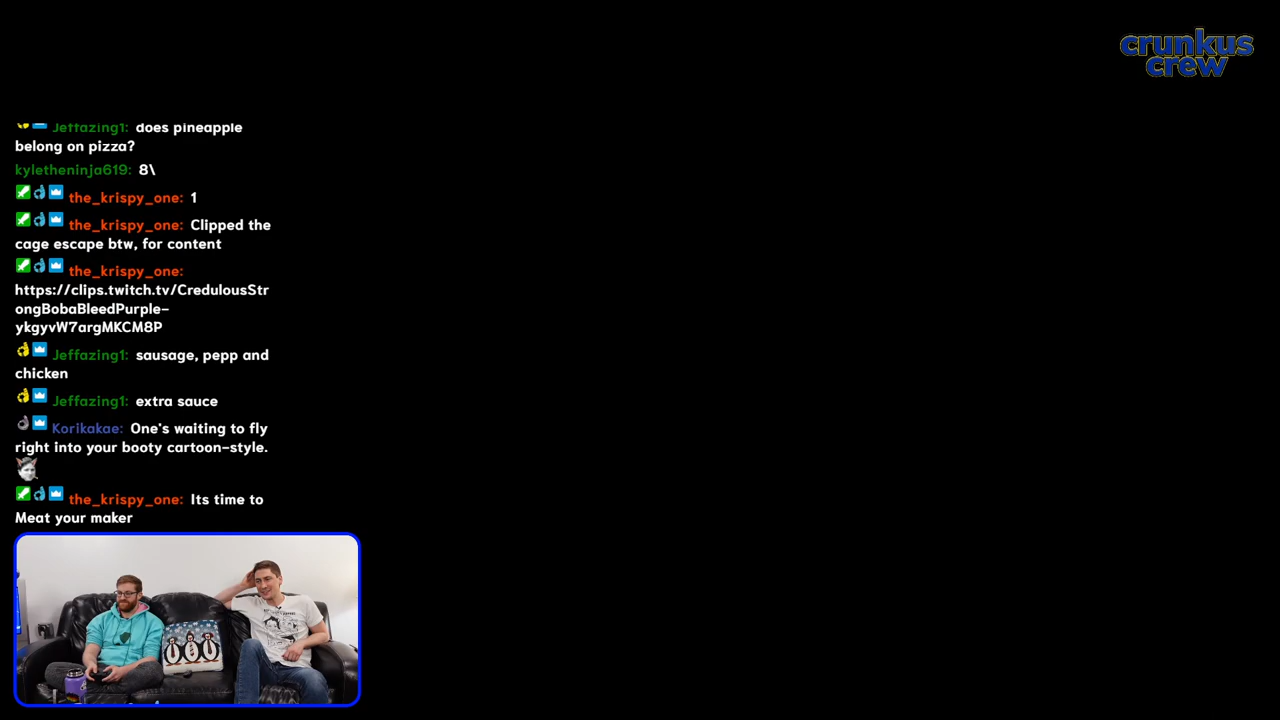 crunkus
crew
Jeffazing1: does pineapple
belong on pizza?
kyletheninja619: 8\
the_krispy_one: 1
the_krispy_one: Clipped the
cage escape btw, for content
the_krispy_one:
https://clips.twitch.tv/CredulousStr
ongBobaBleedPurple-
ykgyvW7argMKCM8P
Jeffazing1: sausage, pepp and
chicken
Jeffazing1: extra sauce
Korikakae: One's waiting to fly
right into your booty cartoon-style.
the_krispy_one: Its time to
Meat your maker